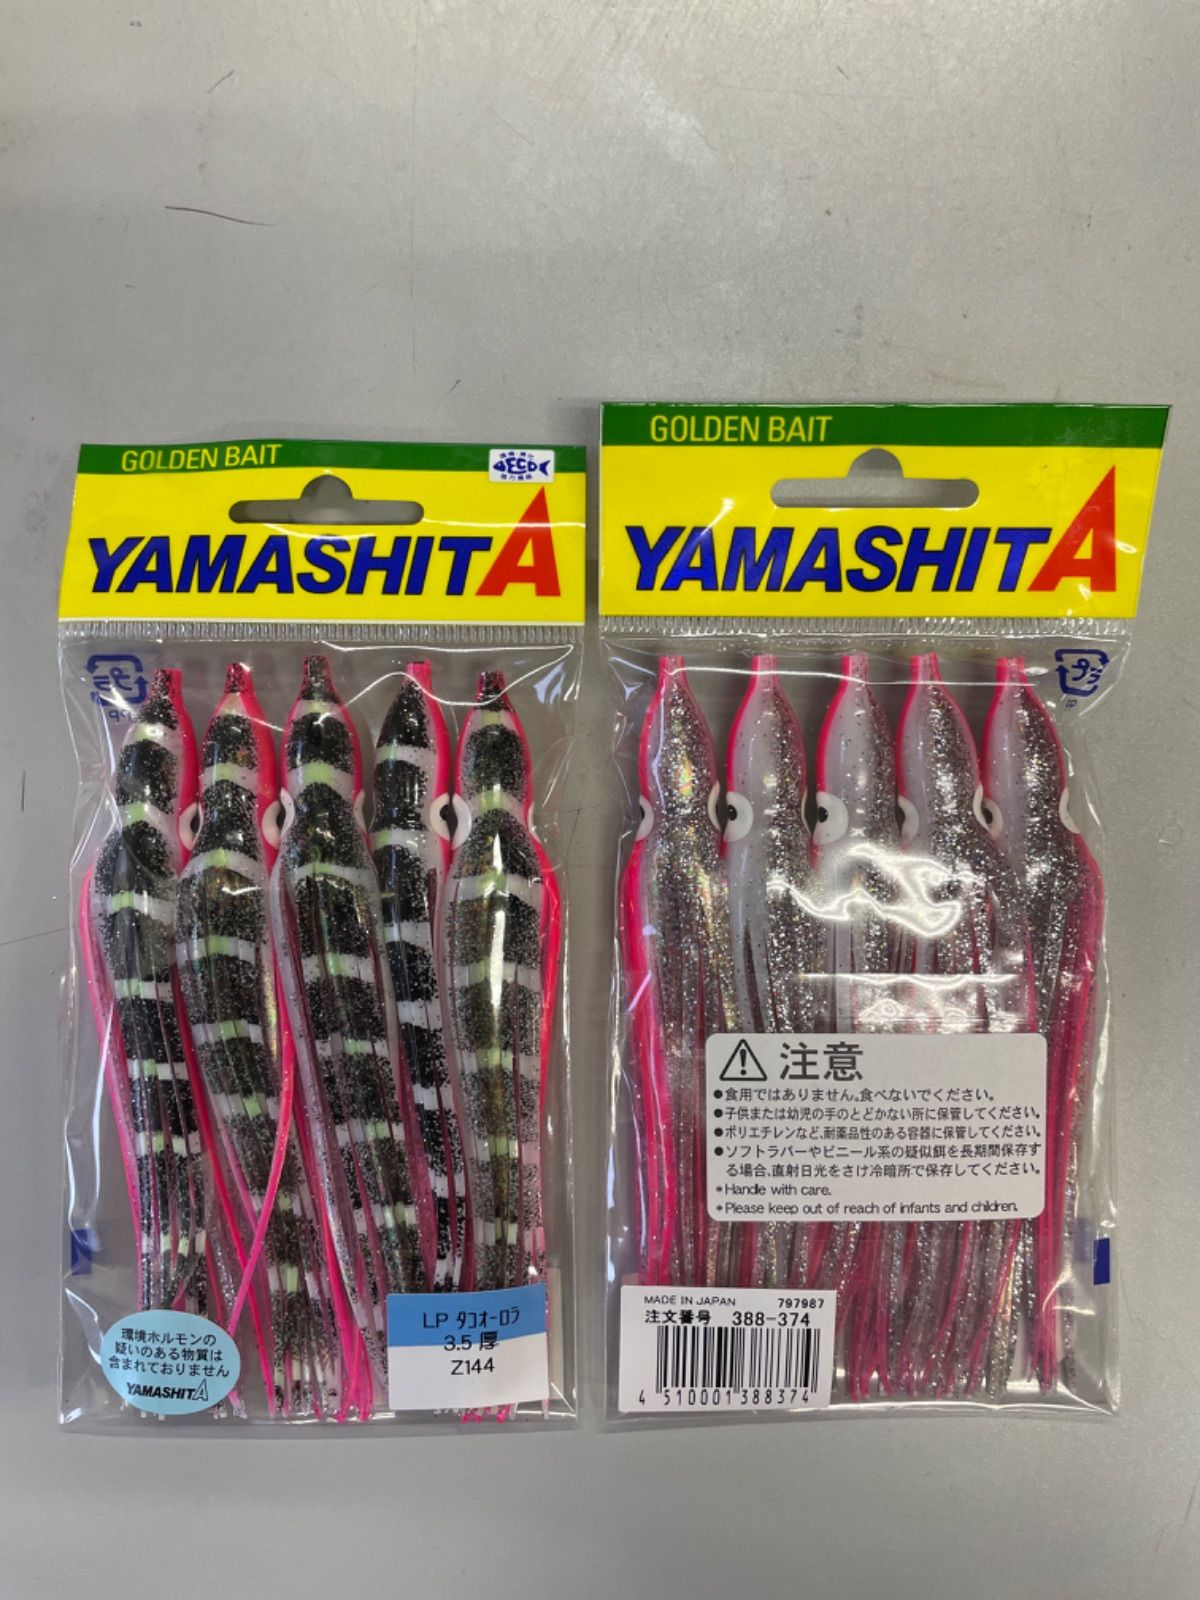 GOLDEN BAIT
ECO
YAMASHITA
プラ
PP
環境ホルモンの
疑いのある物質は
含まれておりません
YAMASHITA
LP タコオーロラ
3.5 厚
Z144
GOLDEN BAIT
YAMASHITA
プラ
PP
注意
●食用ではありません。食べないでください。
●子供または幼児の手のとどかない所に保管してください。
●ポリエチレンなど、耐薬品性のある容器に保管してください。
●ソフトラバーやビニール系の疑似餌を長期間保存す
る場合、直射日光をさけ冷暗所で保存してください。
*Handle with care.
*Please keep out of reach of infants and children.
MADE IN JAPAN 797987
注文番号 388-374
4 510001 388374